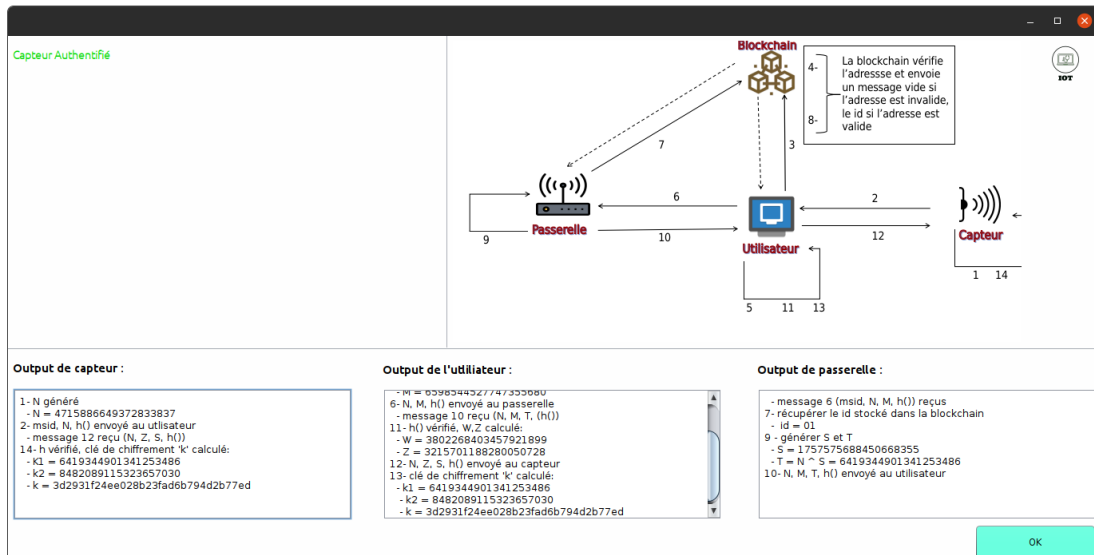 Capteur Authentifié
Blockchain
4-
8-
La blockchain vérifie
l'adressse et envoie
un message vide si
l'adresse est invalide,
le id si l'adresse est
valide
IOT
7
3
6
2
Passerelle
9
10
Utilisateur
12
Capteur
1 14
5 11 13
Output de capteur :
1- N généré
- N = 4715886649372833837
2- msid, N, h() envoyé au utlisateur
- message 12 reçu (N, Z, S, h())
14- h vérifié, clé de chiffrement 'k' calculé:
- K1 = 6419344901341253486
- k2 = 8482089115323657030
- k = 3d2931f24ee028b23fad6b794d2b77ed
Output de l'utiliateur :
- M = 6598544527747355680
6- N, M, h() envoyé au passerelle
- message 10 reçu (N, M, T, (h())
11- h() vérifié, W,Z calculé:
- W = 3802268403457921899
- Z = 3215701188280050728
12- N, Z, S, h() envoyé au capteur
13- clé de chiffrement 'k' calculé:
- k1 = 6419344901341253486
- k2 = 8482089115323657030
- k = 3d2931f24ee028b23fad6b794d2b77ed
Output de passerelle :
- message 6 (msid, N, M, h()) reçus
7- récupérer le id stocké dans la blockchain
- id = 01
9 - générer S et T
- S = 1757575688450668355
- T = N ^ S = 6419344901341253486
10- N, M, T, h() envoyé au utilisateur
OK